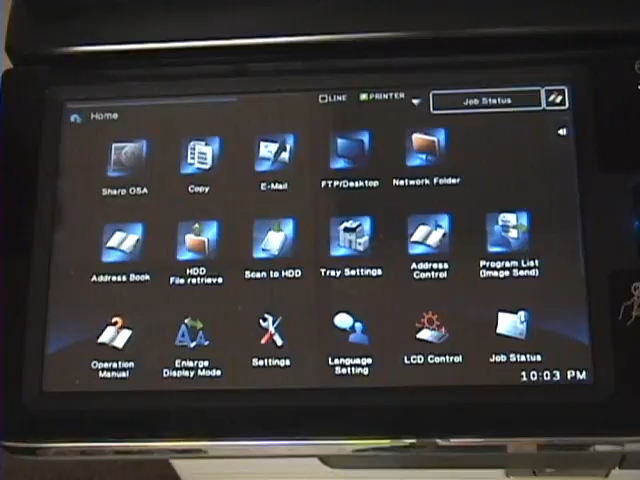 LINE PRINTER Job Status
Home
Sharp OSA Copy E-Mail FTP/Desktop Network Folder
Address Book HDD File retrieve Scan to HDD Tray Settings Address Control Program List (Image Send)
Operation Manual Enlarge Display Mode Settings Language Setting LCD Control Job Status
10:03 PM